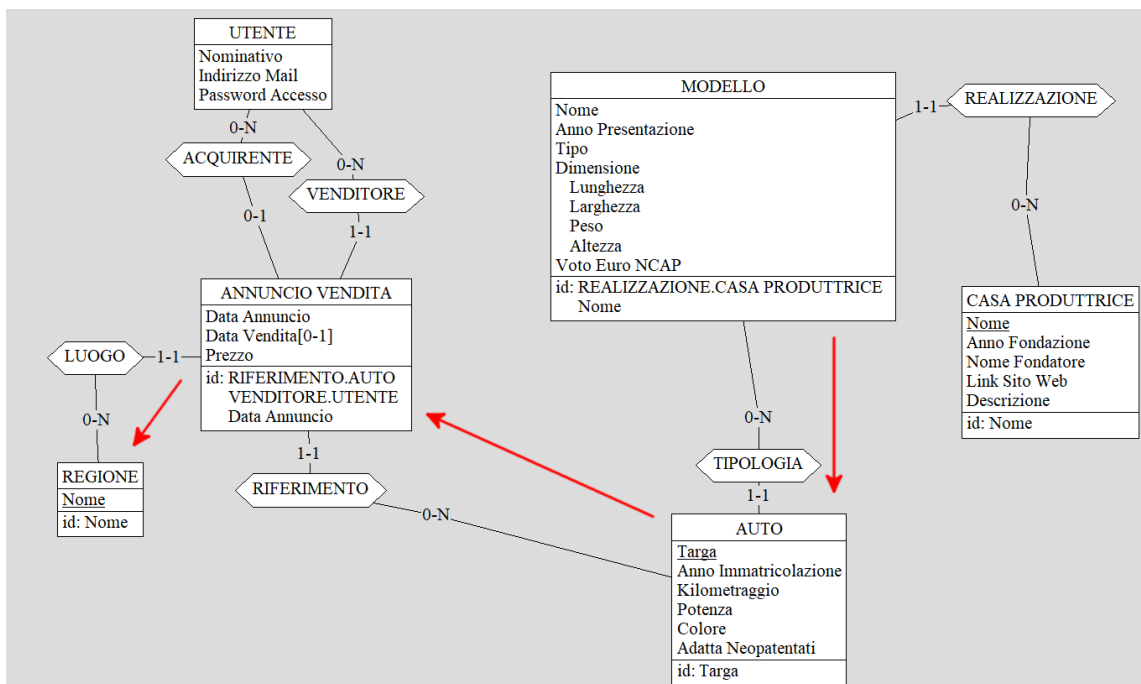 UTENTE
Nominativo
Indirizzo Mail
Password Accesso
0-N
ACQUIRENTE
0-N
VENDITORE
0-1
1-1
ANNUNCIO VENDITA
Data Annuncio
Data Vendita[0-1]
Prezzo
id: RIFERIMENTO.AUTO
VENDITORE.UTENTE
Data Annuncio
LUOGO
1-1
0-N
REGIONE
Nome
id: Nome
1-1
RIFERIMENTO
0-N
MODELLO
Nome
Anno Presentazione
Tipo
Dimensione
Lunghezza
Larghezza
Peso
Altezza
Voto Euro NCAP
id: REALIZZAZIONE.CASA PRODUTTRICE
Nome
1-1
REALIZZAZIONE
0-N
CASA PRODUTTRICE
Nome
Anno Fondazione
Nome Fondatore
Link Sito Web
Descrizione
id: Nome
0-N
TIPOLOGIA
1-1
AUTO
Targa
Anno Immatricolazione
Kilometraggio
Potenza
Colore
Adatta Neopatentati
id: Targa